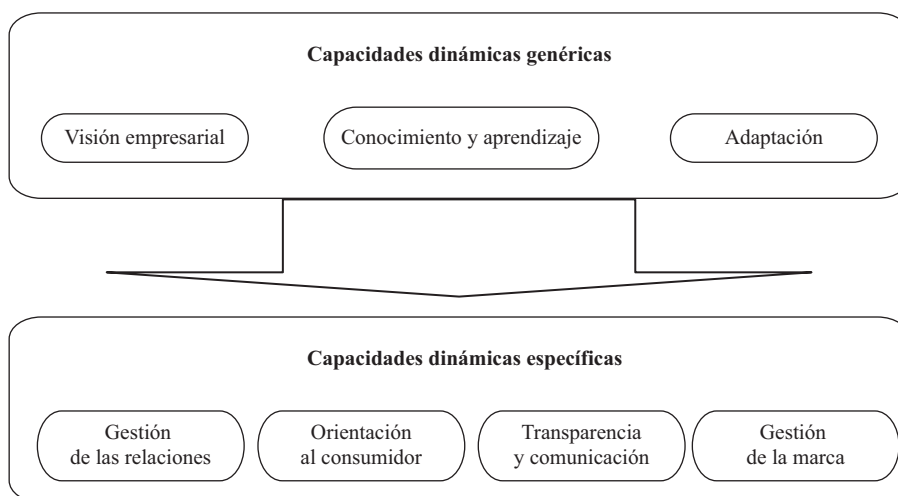 Capacidades dinámicas genéricas
Visión empresarial
Conocimiento y aprendizaje
Adaptación
Capacidades dinámicas específicas
Gestión
de las relaciones
Orientación
al consumidor
Transparencia
y comunicación
Gestión
de la marca